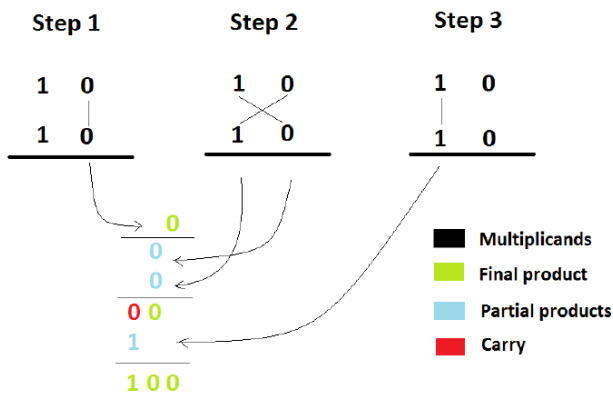 Step 1 Step 2 Step 3
1 0 1 0 1 0
1 0 1 0 1 0
0
0
0
0 0
1
1 0 0
Multiplicands
Final product
Partial products
Carry